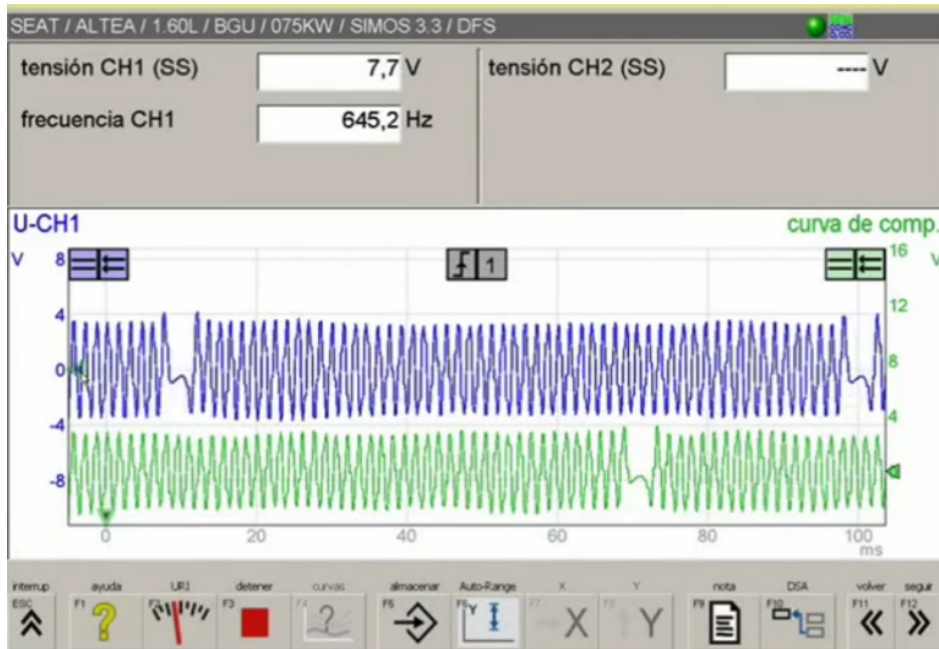 SEAT / ALTEA / 1.60L / BGU / 075KW / SIMOS 3.3 / DFS
tensión CH1 (SS) 7,7 V tensión CH2 (SS) ---- V
frecuencia CH1 645,2 Hz
U-CH1 curva de comp.
V 8 1 16 V
4 12
0 8
-4 4
-8
0 20 40 60 80 100
ms
interrup ayuda URI detener curvas almacenar Auto-Range X Y nota DSA volver seguir
ESC F1 ? F2 F3 F4 ? F5 F6 Y F7 X F8 Y F9 F10 F11 F12